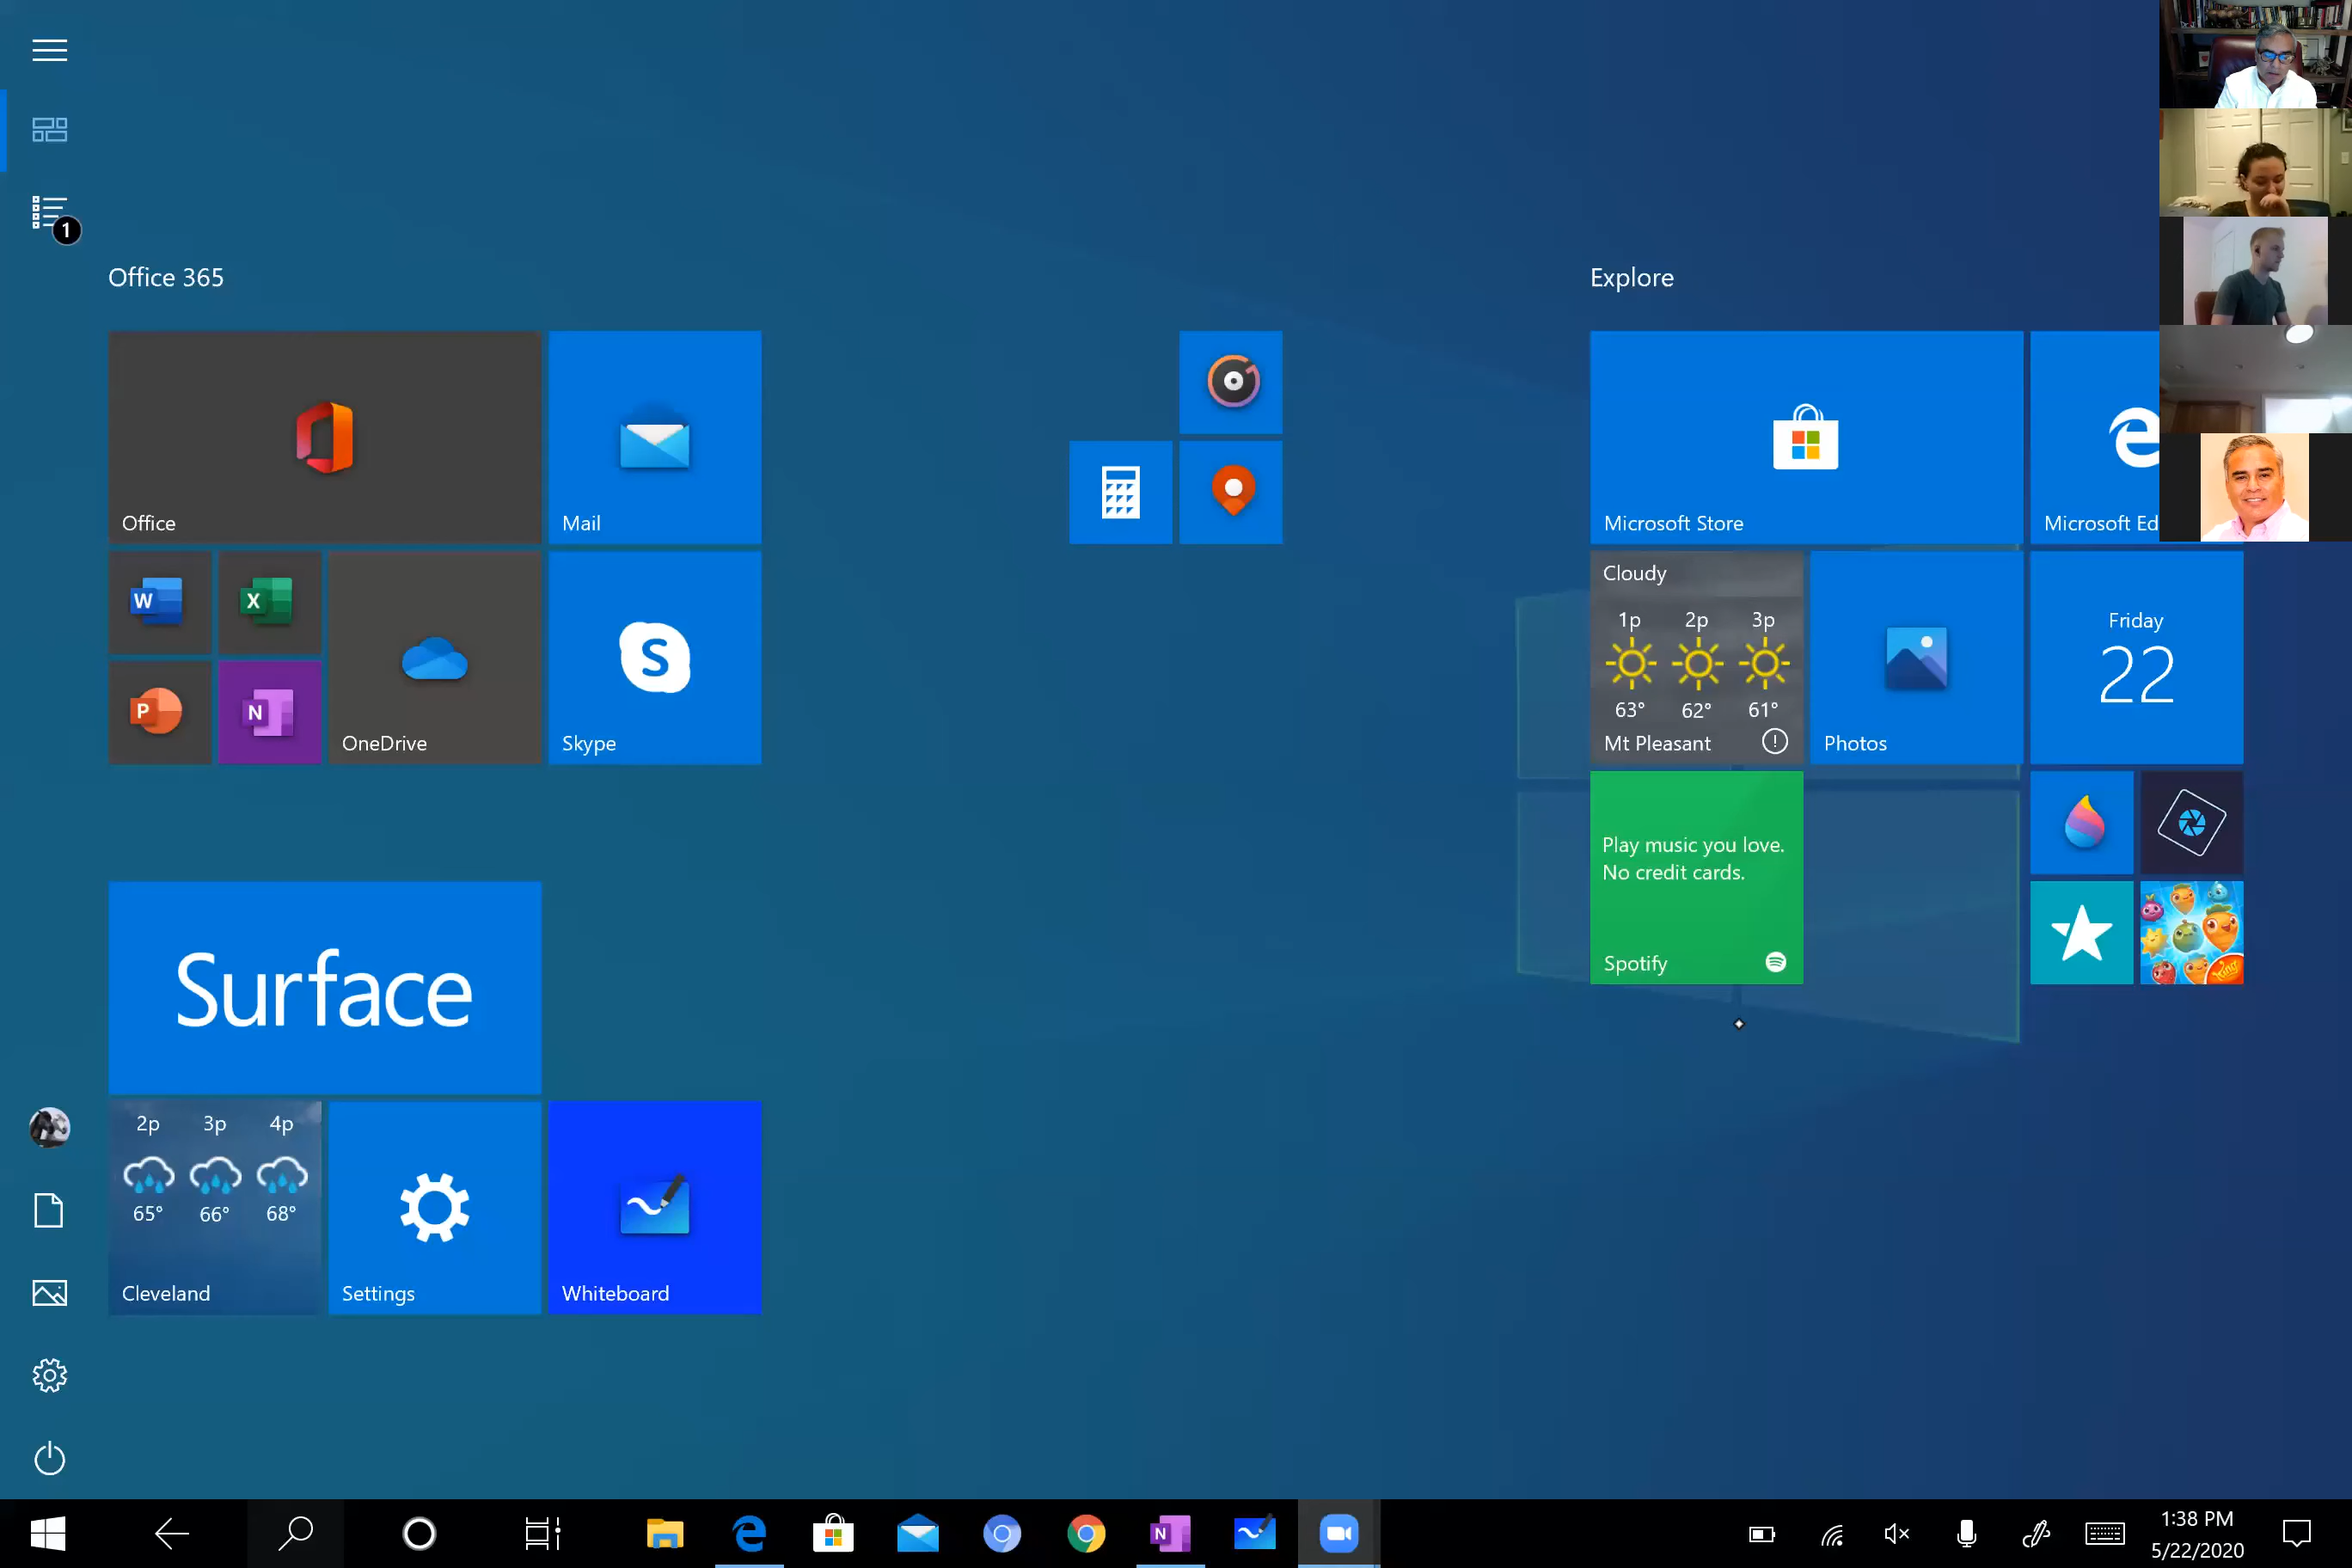 1
Office 365
Explore
Office
Mail
Microsoft Store
Microsoft Ed
W
X
P
N
OneDrive
S
Skype
Cloudy
1p 2p 3p
63° 62° 61°
Mt Pleasant
Photos
Friday
22
Play music you love.
No credit cards.
Spotify
King
Surface
2p 3p 4p
65° 66° 68°
Cleveland
Settings
Whiteboard
N
1:38 PM
5/22/2020